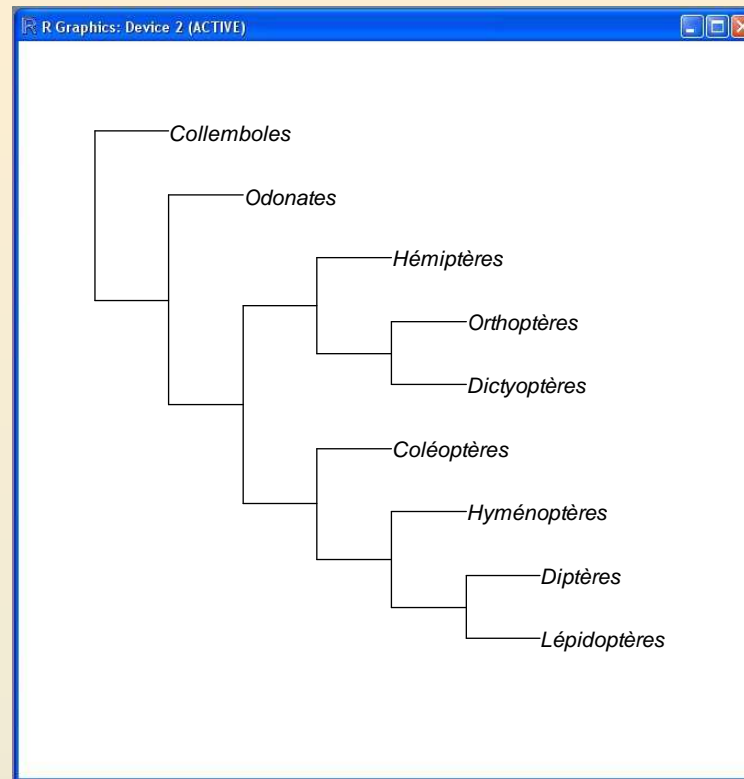 R Graphics: Device 2 (ACTIVE)
Collemboles
Odonates
Hémiptères
Orthoptères
Dictyoptères
Coléoptères
Hyménoptères
Diptères
Lépidoptères